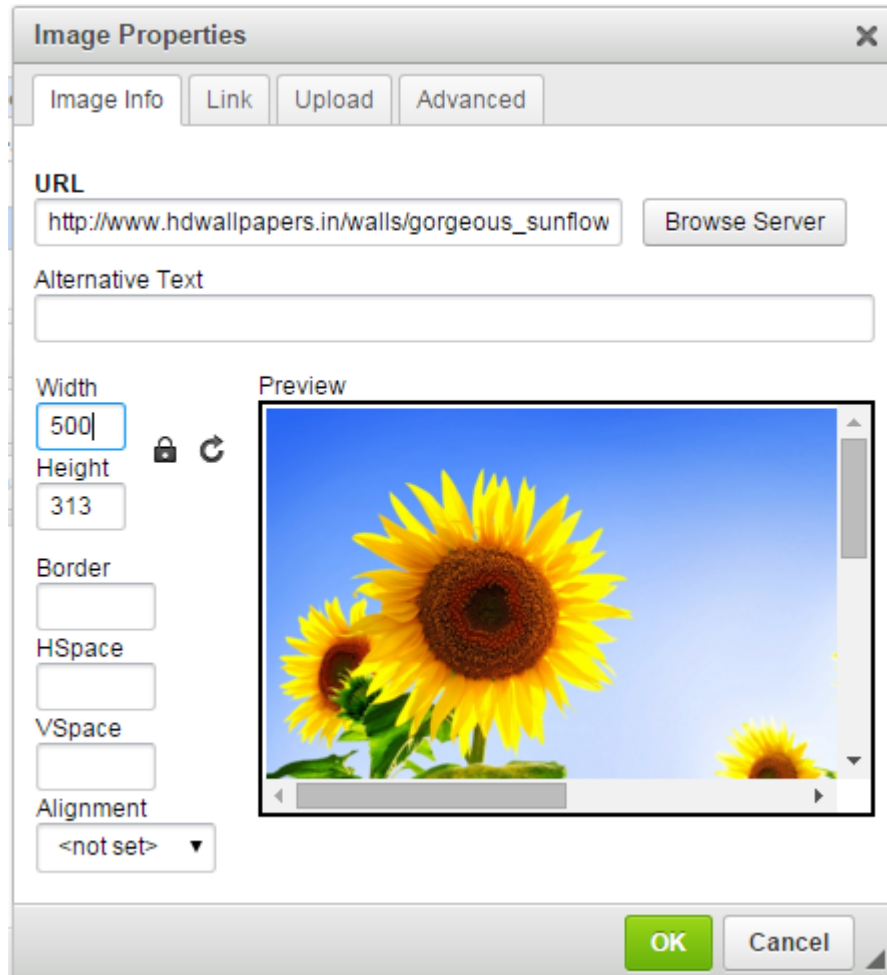 Image Properties
Image Info Link Upload Advanced
URL
http://www.hdwallpapers.in/walls/gorgeous_sunflow Browse Server
Alternative Text
Width
500
Height
313
Border
HSpace
VSpace
Alignment
<not set>
Preview
OK Cancel